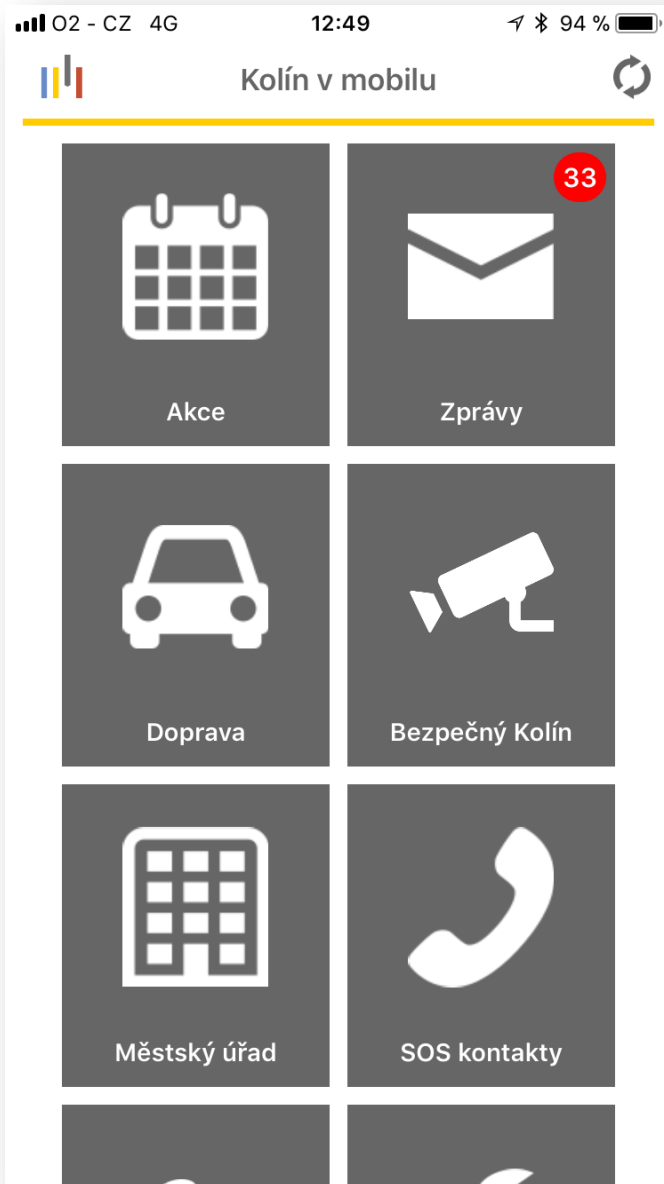 O2 - CZ 4G 12:49 94 %
Kolín v mobilu
33
Akce Zprávy
Doprava Bezpečný Kolín
Městský úřad SOS kontakty